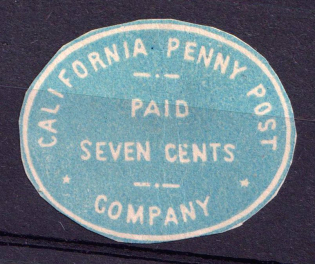 CALIFORNIA PENNY POST
PAID
SEVEN CENTS
COMPANY